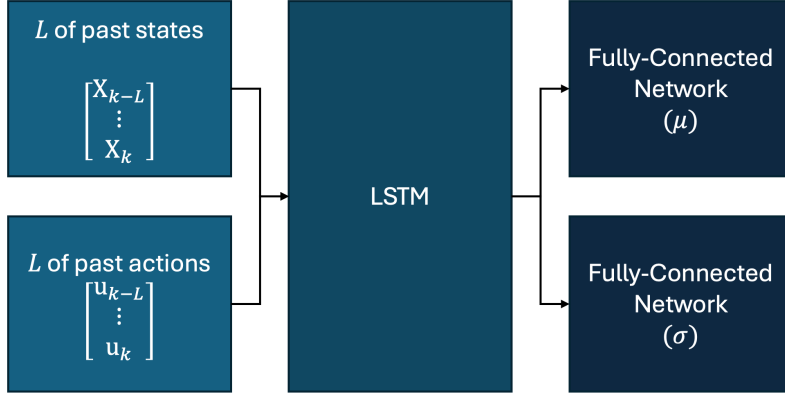 L of past states
X_{k−L}
⋮
X_k
L of past actions
u_{k−L}
⋮
u_k
LSTM
Fully-Connected
Network
(μ)
Fully-Connected
Network
(σ)